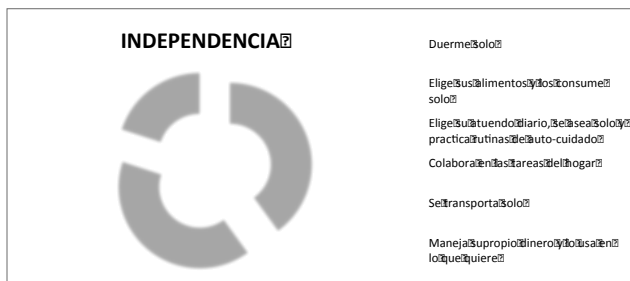 INDEPENDENCIA
Duerme solo
Elige sus alimentos y los consume
solo
Elige su atuendo diario, se asea solo y
practica rutinas de auto-cuidado
Colabora en las tareas del hogar
Se transporta solo
Maneja su propio dinero y lo usa en
lo que quiere